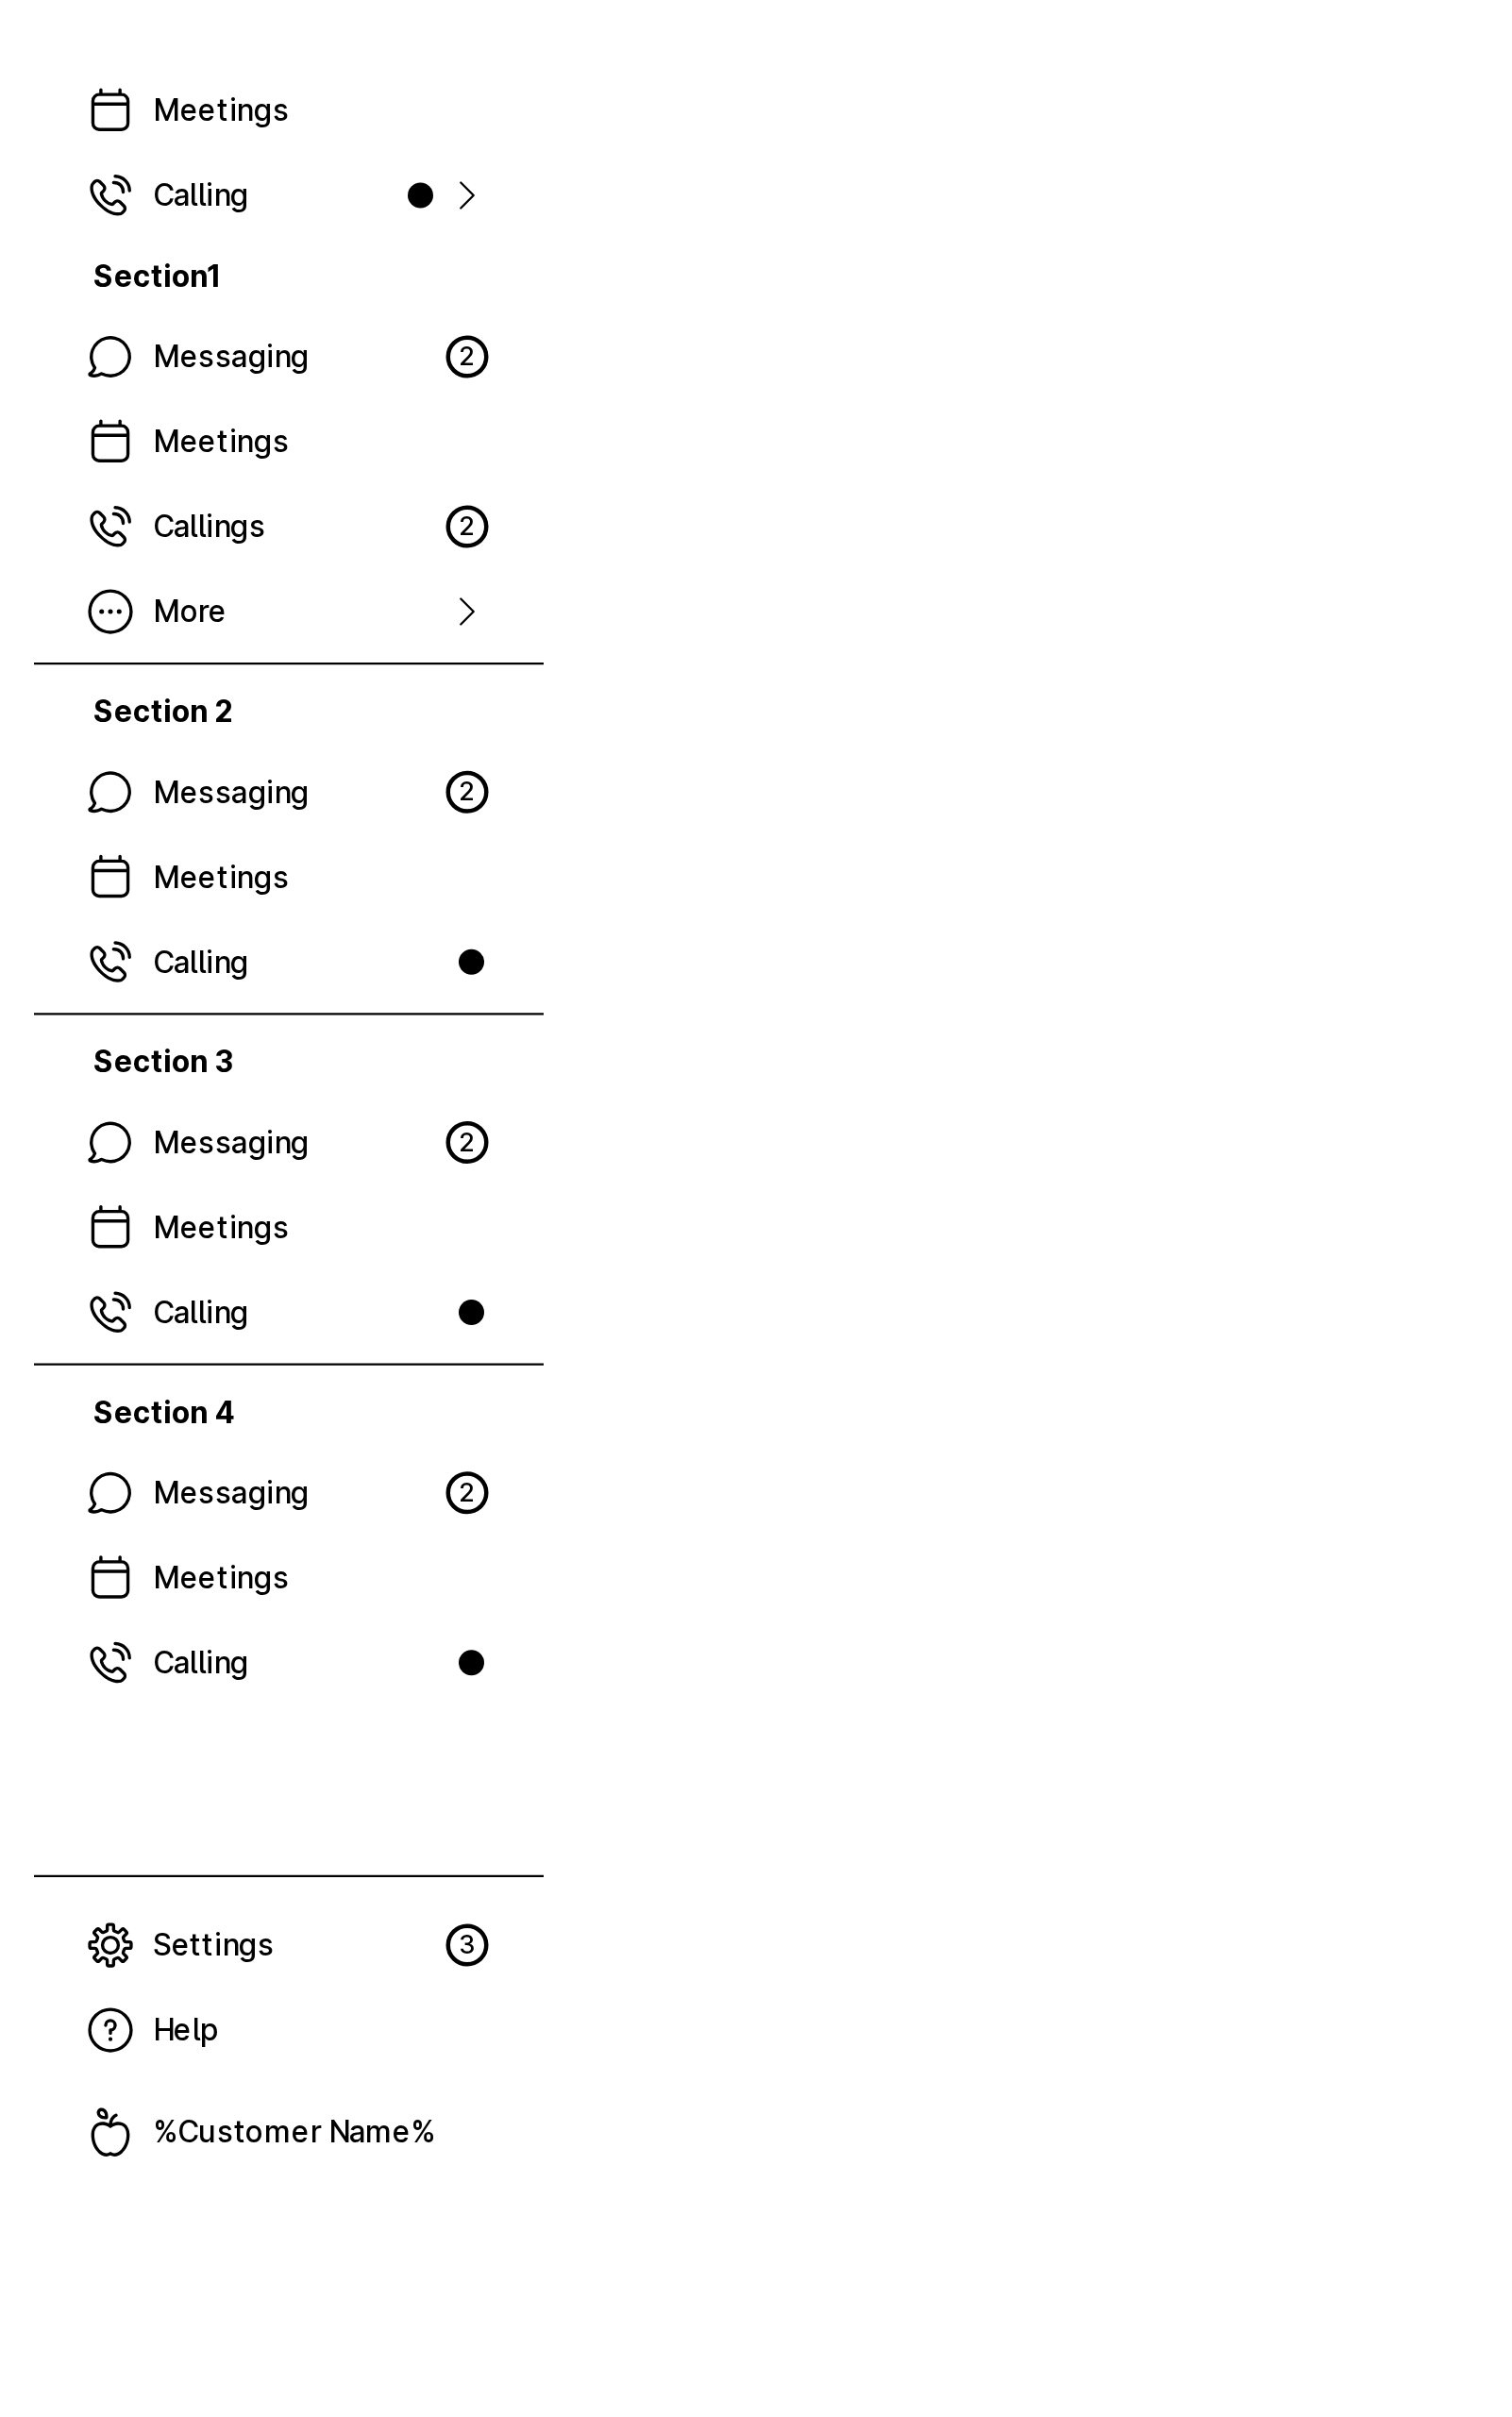 Meetings
Calling
Section1
Messaging 2
Meetings
Callings 2
More
Section 2
Messaging 2
Meetings
Calling
Section 3
Messaging 2
Meetings
Calling
Section 4
Messaging 2
Meetings
Calling
Settings 3
Help
%Customer Name%